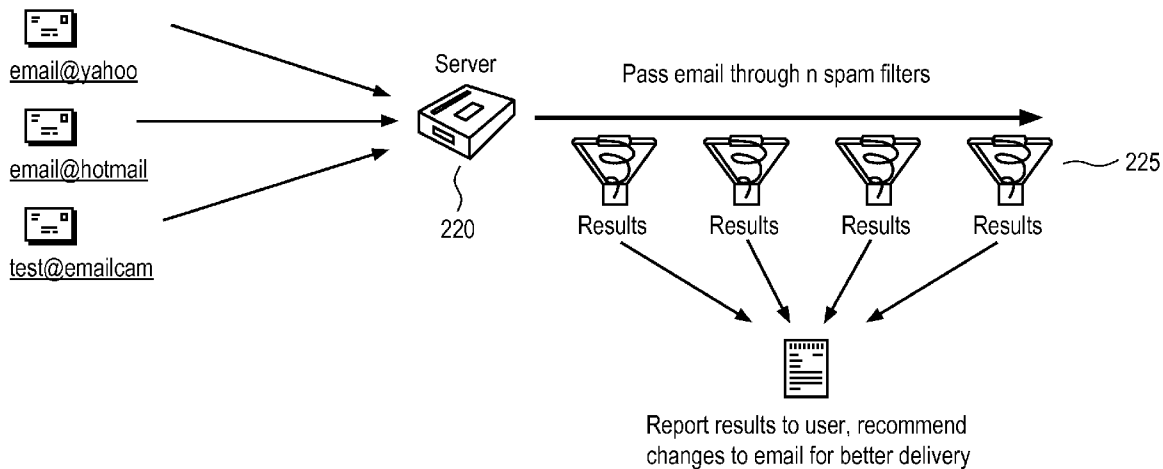 email@yahoo
email@hotmail
test@emailcam
Server
220
Pass email through n spam filters
225
Results
Results
Results
Results
Report results to user, recommend
changes to email for better delivery